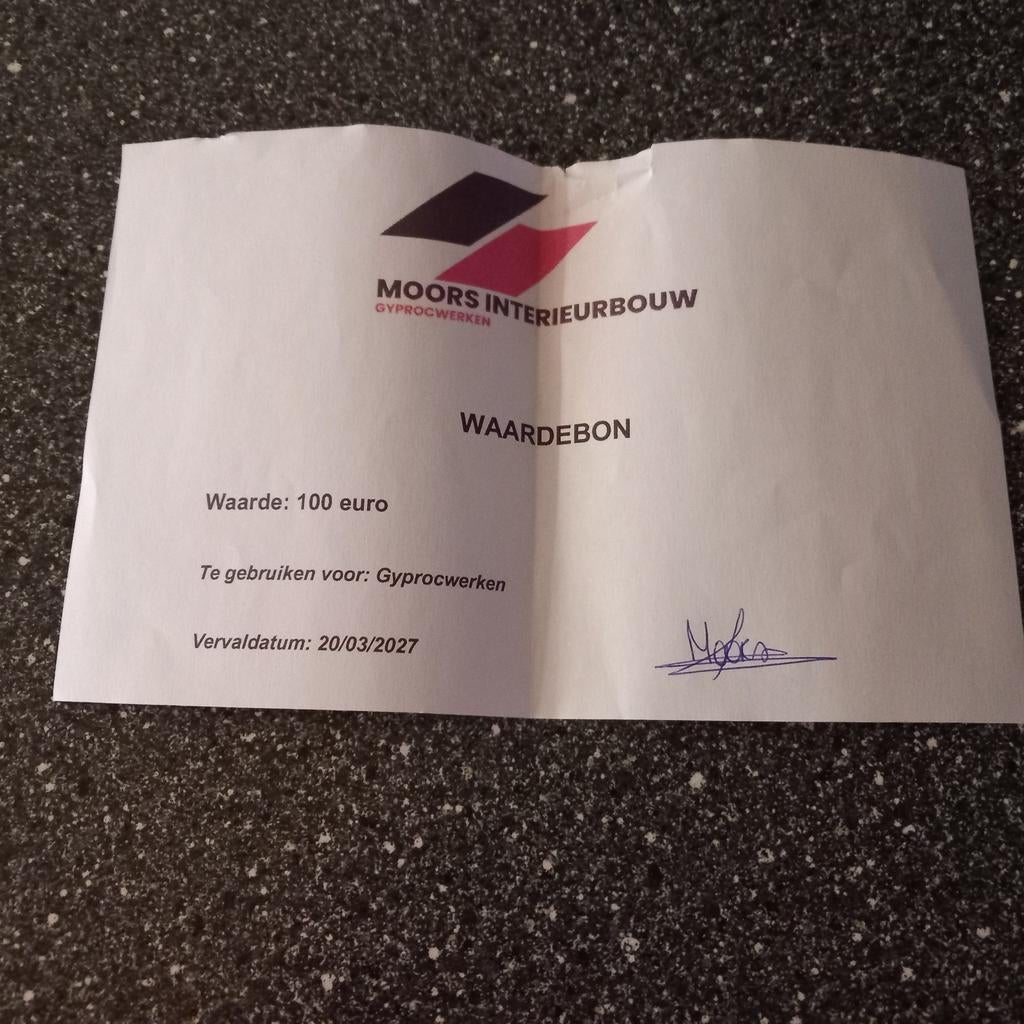 MOORS INTERIEURBOUW
GYPROCWERKEN
WAARDEBON
Waarde: 100 euro
Te gebruiken voor: Gyprocwerken
Vervaldatum: 20/03/2027